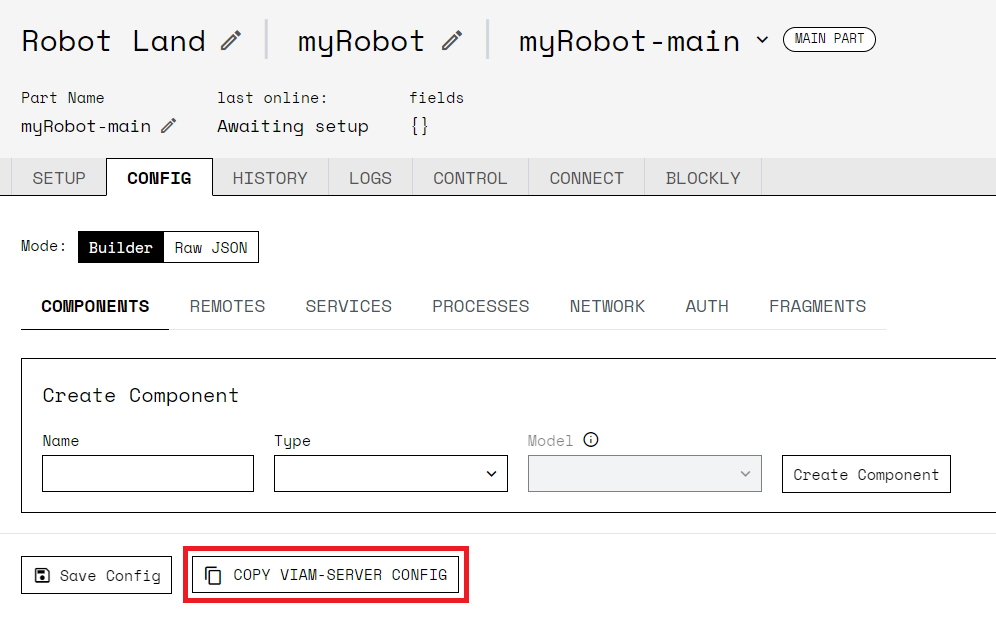 Robot Land myRobot myRobot-main MAIN PART
Part Name last online: fields
myRobot-main Awaiting setup {}
SETUP CONFIG HISTORY LOGS CONTROL CONNECT BLOCKLY
Mode: Builder Raw JSON
COMPONENTS REMOTES SERVICES PROCESSES NETWORK AUTH FRAGMENTS
Create Component
Name Type Model
Create Component
Save Config COPY VIAM-SERVER CONFIG